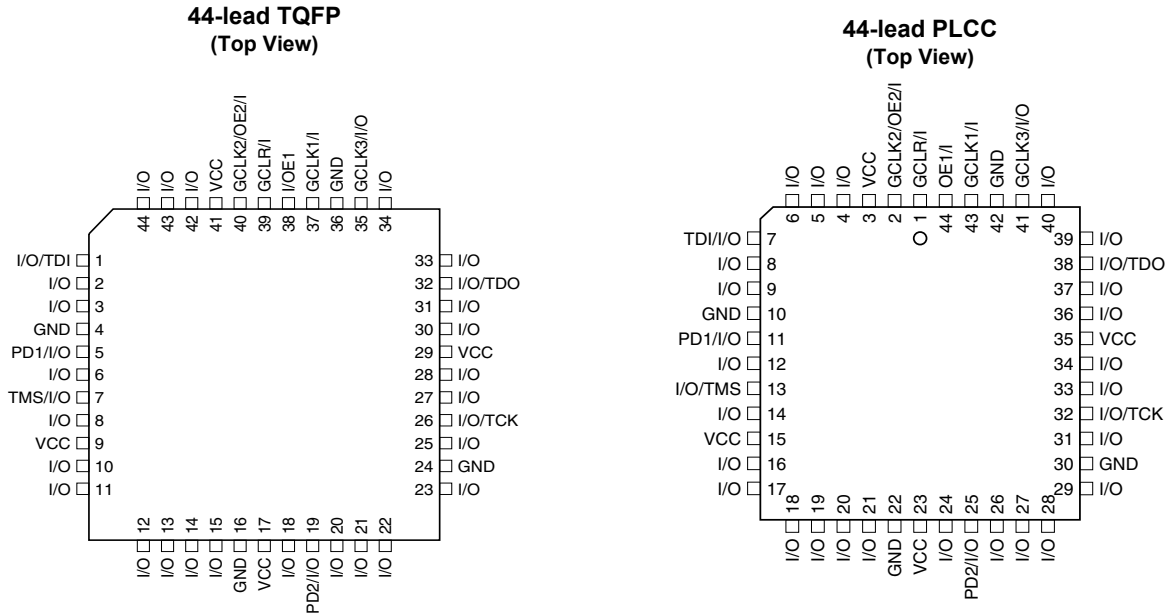 44-lead TQFP
(Top View)
I/O
I/O
I/O
VCC
GCLK2/OE2/I
GCLR/I
I/OE1
GCLK1/I
GND
GCLK3/I/O
I/O
44
43
42
41
40
39
38
37
36
35
34
I/O/TDI 1
I/O 2
I/O 3
GND 4
PD1/I/O 5
I/O 6
TMS/I/O 7
I/O 8
VCC 9
I/O 10
I/O 11
33 I/O
32 I/O/TDO
31 I/O
30 I/O
29 VCC
28 I/O
27 I/O
26 I/O/TCK
25 I/O
24 GND
23 I/O
12
13
14
15
16
17
18
19
20
21
22
I/O
I/O
I/O
I/O
GND
VCC
I/O
PD2/I/O
I/O
I/O
I/O
44-lead PLCC
(Top View)
I/O
I/O
I/O
VCC
GCLK2/OE2/I
GCLR/I
OE1/I
GCLK1/I
GND
GCLK3/I/O
I/O
6
5
4
3
2
1
44
43
42
41
40
TDI/I/O 7
I/O 8
I/O 9
GND 10
PD1/I/O 11
I/O 12
I/O/TMS 13
I/O 14
VCC 15
I/O 16
I/O 17
39 I/O
38 I/O/TDO
37 I/O
36 I/O
35 VCC
34 I/O
33 I/O
32 I/O/TCK
31 I/O
30 GND
29 I/O
18
19
20
21
22
23
24
25
26
27
28
I/O
I/O
I/O
I/O
GND
VCC
I/O
PD2/I/O
I/O
I/O
I/O